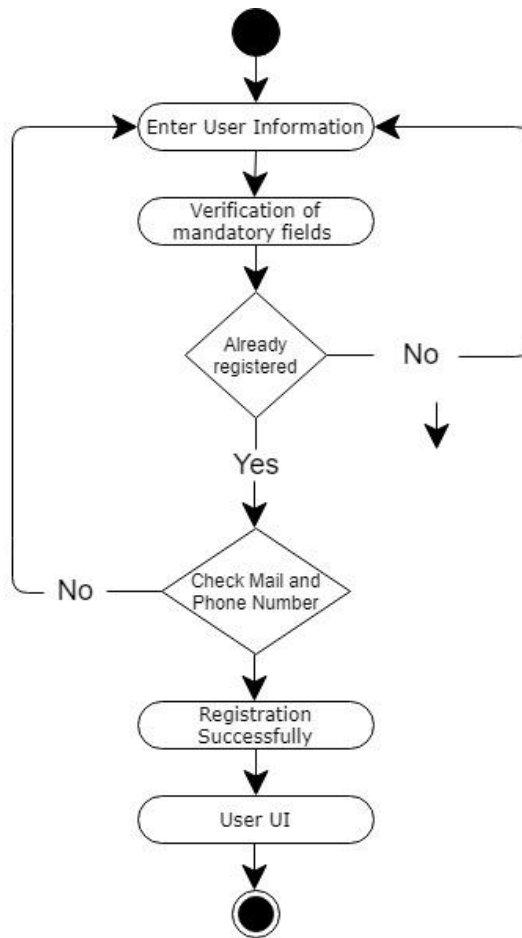 Enter User Information
Verification of
mandatory fields
Already
registered
No
Yes
Check Mail and
Phone Number
No
Registration
Successfully
User UI